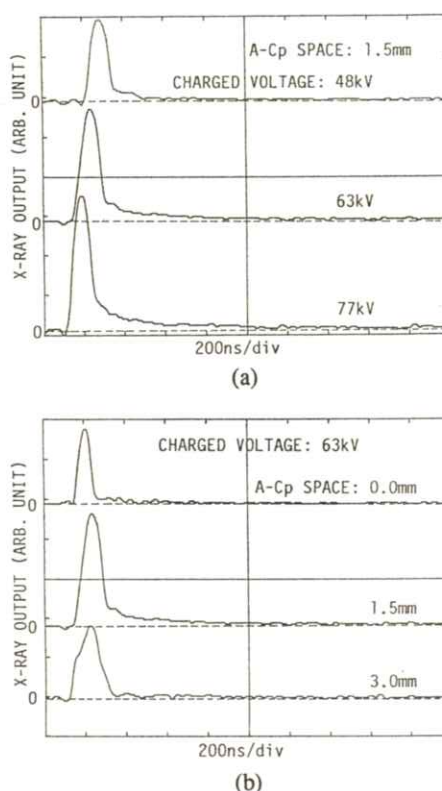 X-RAY OUTPUT (ARB. UNIT)
A-Cp SPACE: 1.5mm
CHARGED VOLTAGE: 48kV
0
63kV
0
77kV
0
200ns/div
(a)
X-RAY OUTPUT (ARB. UNIT)
CHARGED VOLTAGE: 63kV
A-Cp SPACE: 0.0mm
0
1.5mm
0
3.0mm
0
200ns/div
(b)